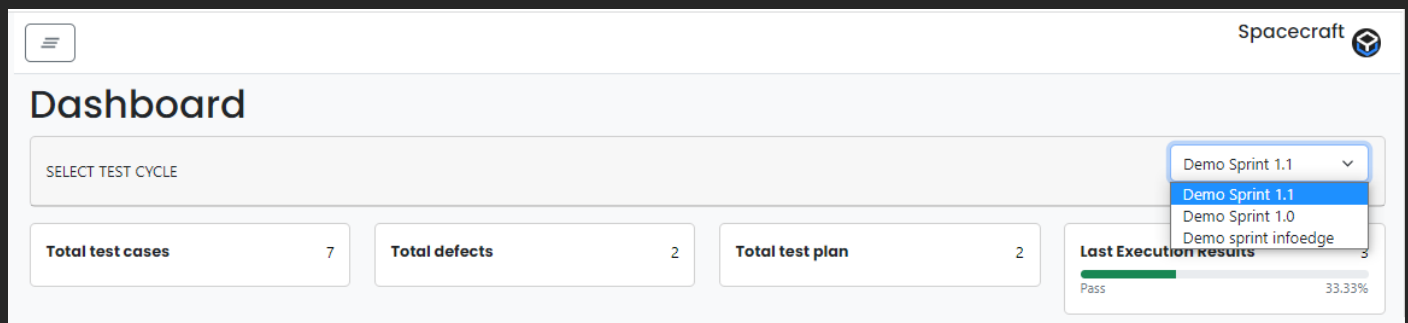 Spacecraft
Dashboard
SELECT TEST CYCLE
Demo Sprint 1.1
Demo Sprint 1.1
Demo Sprint 1.0
Demo sprint infoedge
Total test cases 7
Total defects 2
Total test plan 2
Last Execution Results 3
Pass 33.33%